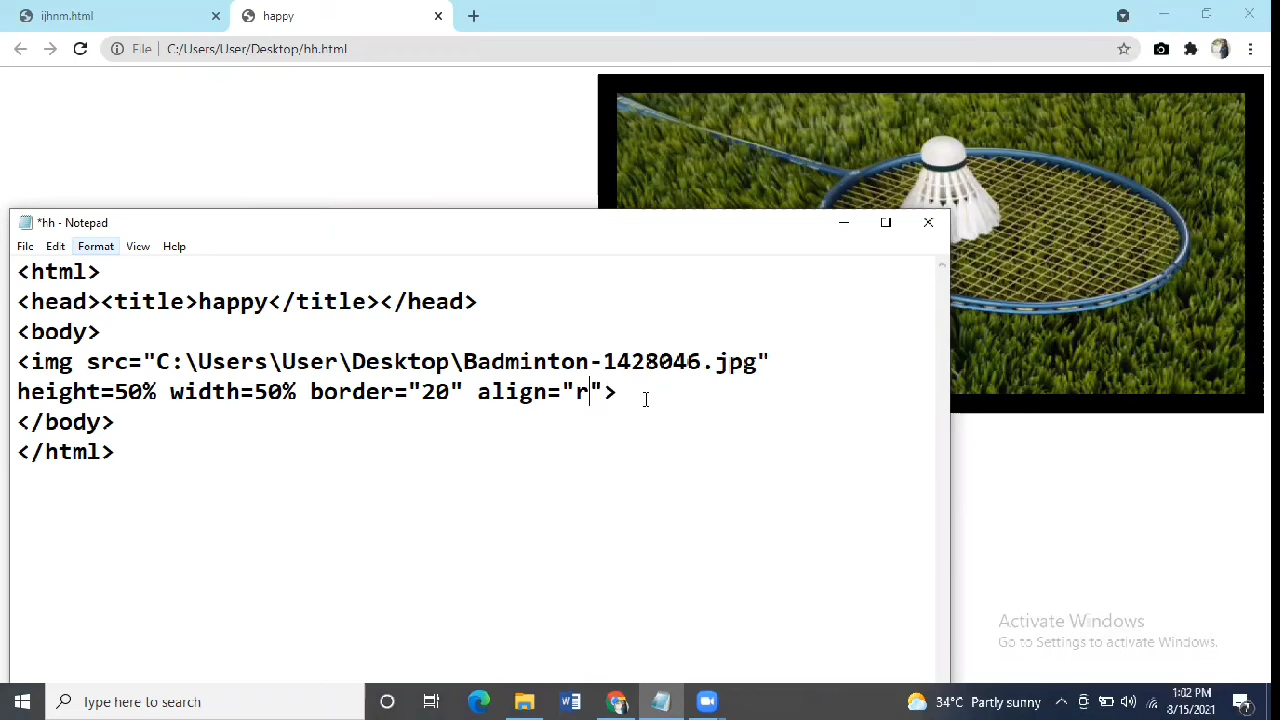 ijhnm.html
happy
File
C:/Users/User/Desktop/hh.html
*hh - Notepad
File Edit Format View Help
<html>
<head><title>happy</title></head>
<body>
<img src="C:\Users\User\Desktop\Badminton-1428046.jpg"
height=50% width=50% border="20" align="r">
</body>
</html>
Activate Windows
Go to Settings to activate Windows.
Type here to search
34°C Partly sunny
1:02 PM
8/15/2021